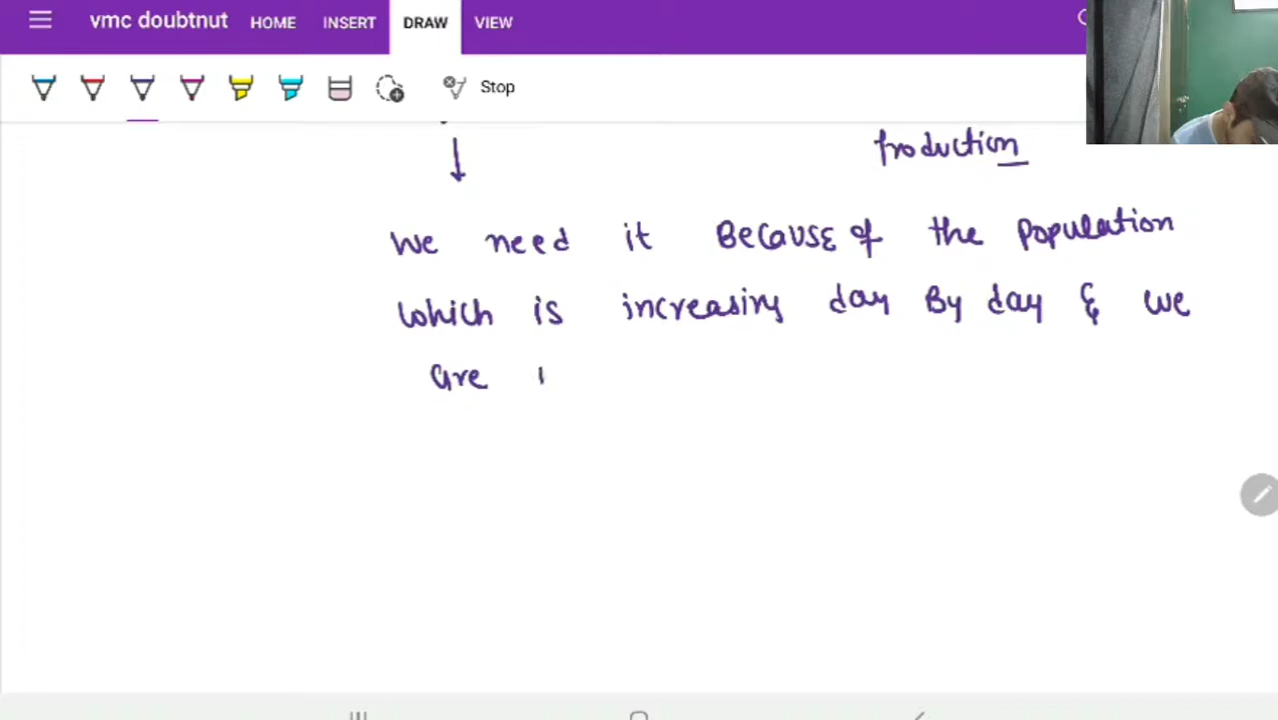 vmc doubtnut HOME INSERT DRAW VIEW
Stop
Production
We need it Because of the population
which is increasing day By day & we
are